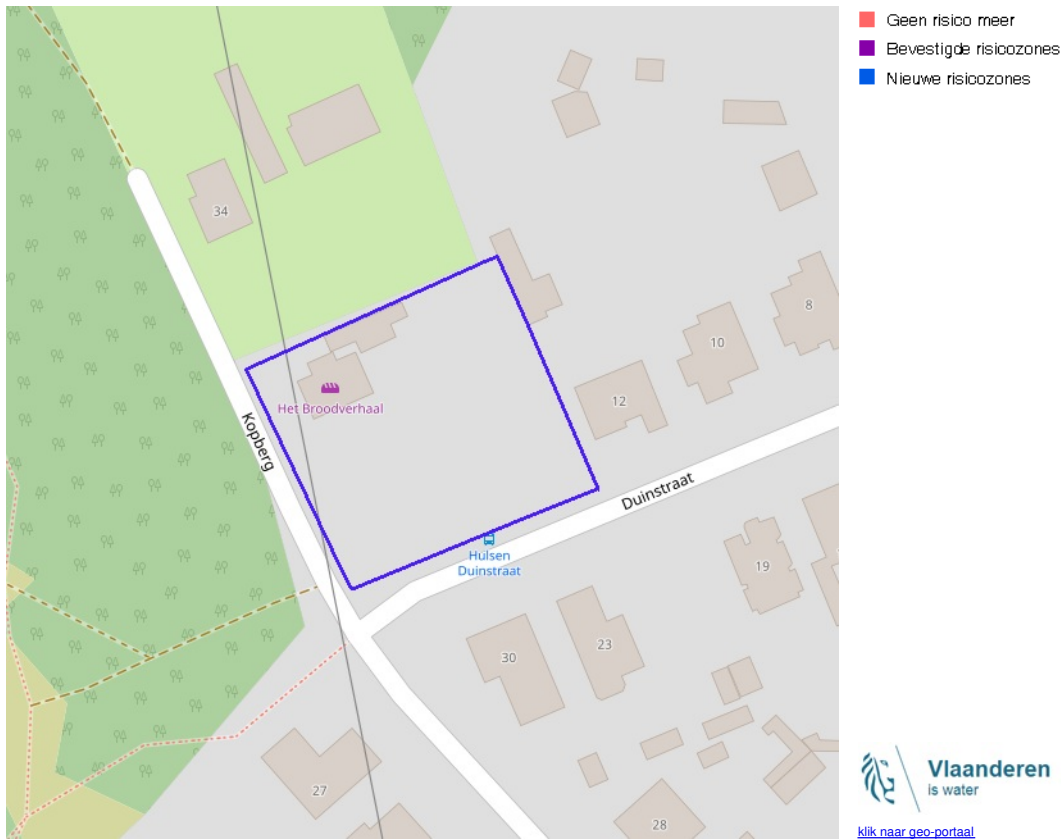 Geen risico meer
Bevestigde risicozones
Nieuwe risicozones
34
8
10
12
Het Broodverhaal
Kopberg
Duinstraat
Hulsen
Duinstraat
19
23
30
27
28
Vlaanderen
is water
klik naar geo-portaal